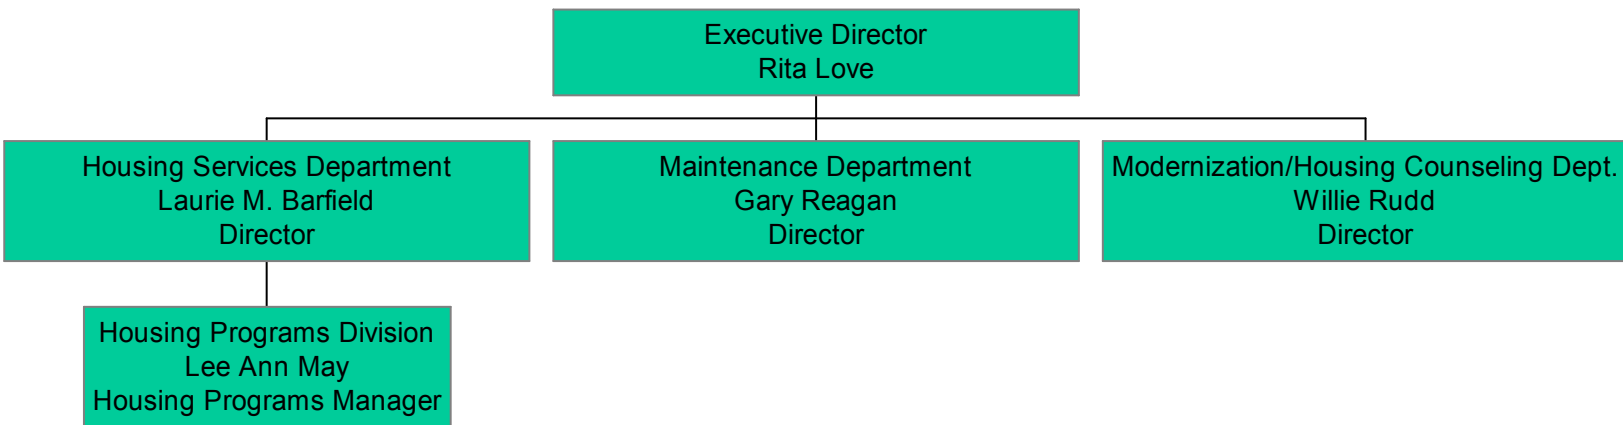 Executive Director
Rita Love
Housing Services Department
Laurie M. Barfield
Director
Maintenance Department
Gary Reagan
Director
Modernization/Housing Counseling Dept.
Willie Rudd
Director
Housing Programs Division
Lee Ann May
Housing Programs Manager